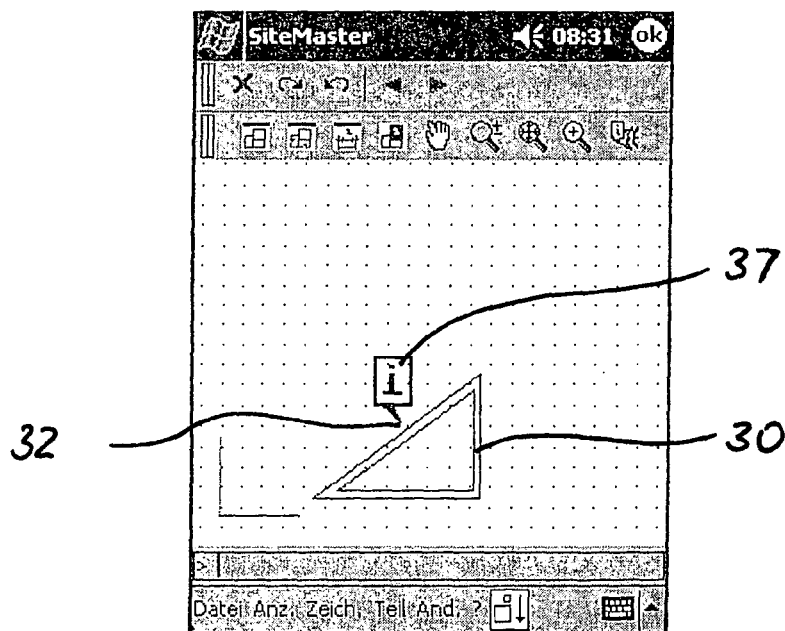 SiteMaster 08:31 ok
37
i
32
30
>
Datei Anz. Zeich. Teil Änd. ?